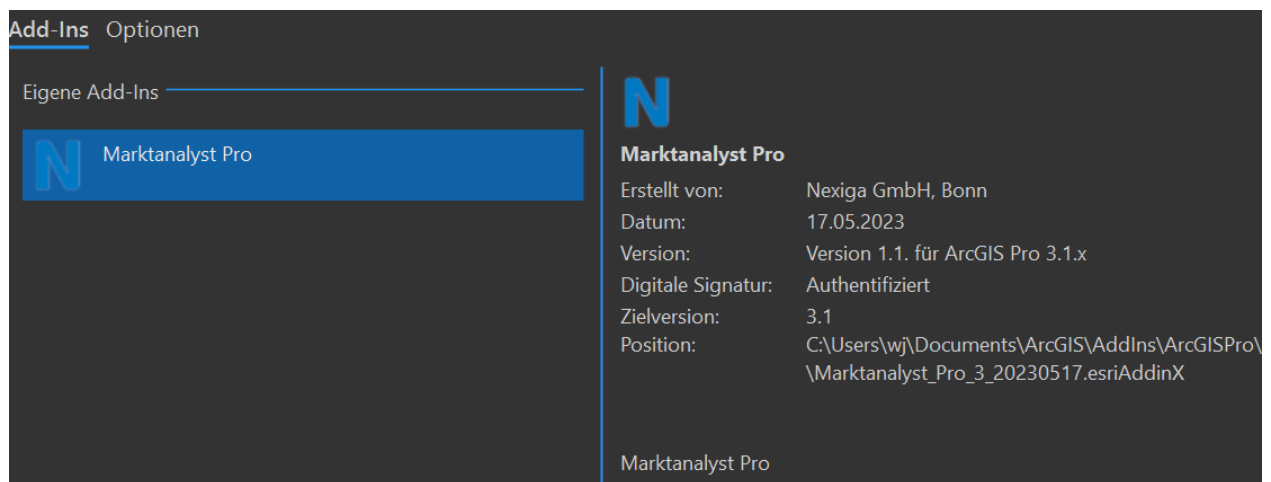 Add-Ins Optionen
Eigene Add-Ins
N Marktanalyst Pro
N
Marktanalyst Pro
Erstellt von: Nexiga GmbH, Bonn
Datum: 17.05.2023
Version: Version 1.1. für ArcGIS Pro 3.1.x
Digitale Signatur: Authentifiziert
Zielversion: 3.1
Position: C:\Users\wj\Documents\ArcGIS\AddIns\ArcGISPro\
\Marktanalyst_Pro_3_20230517.esriAddinX
Marktanalyst Pro